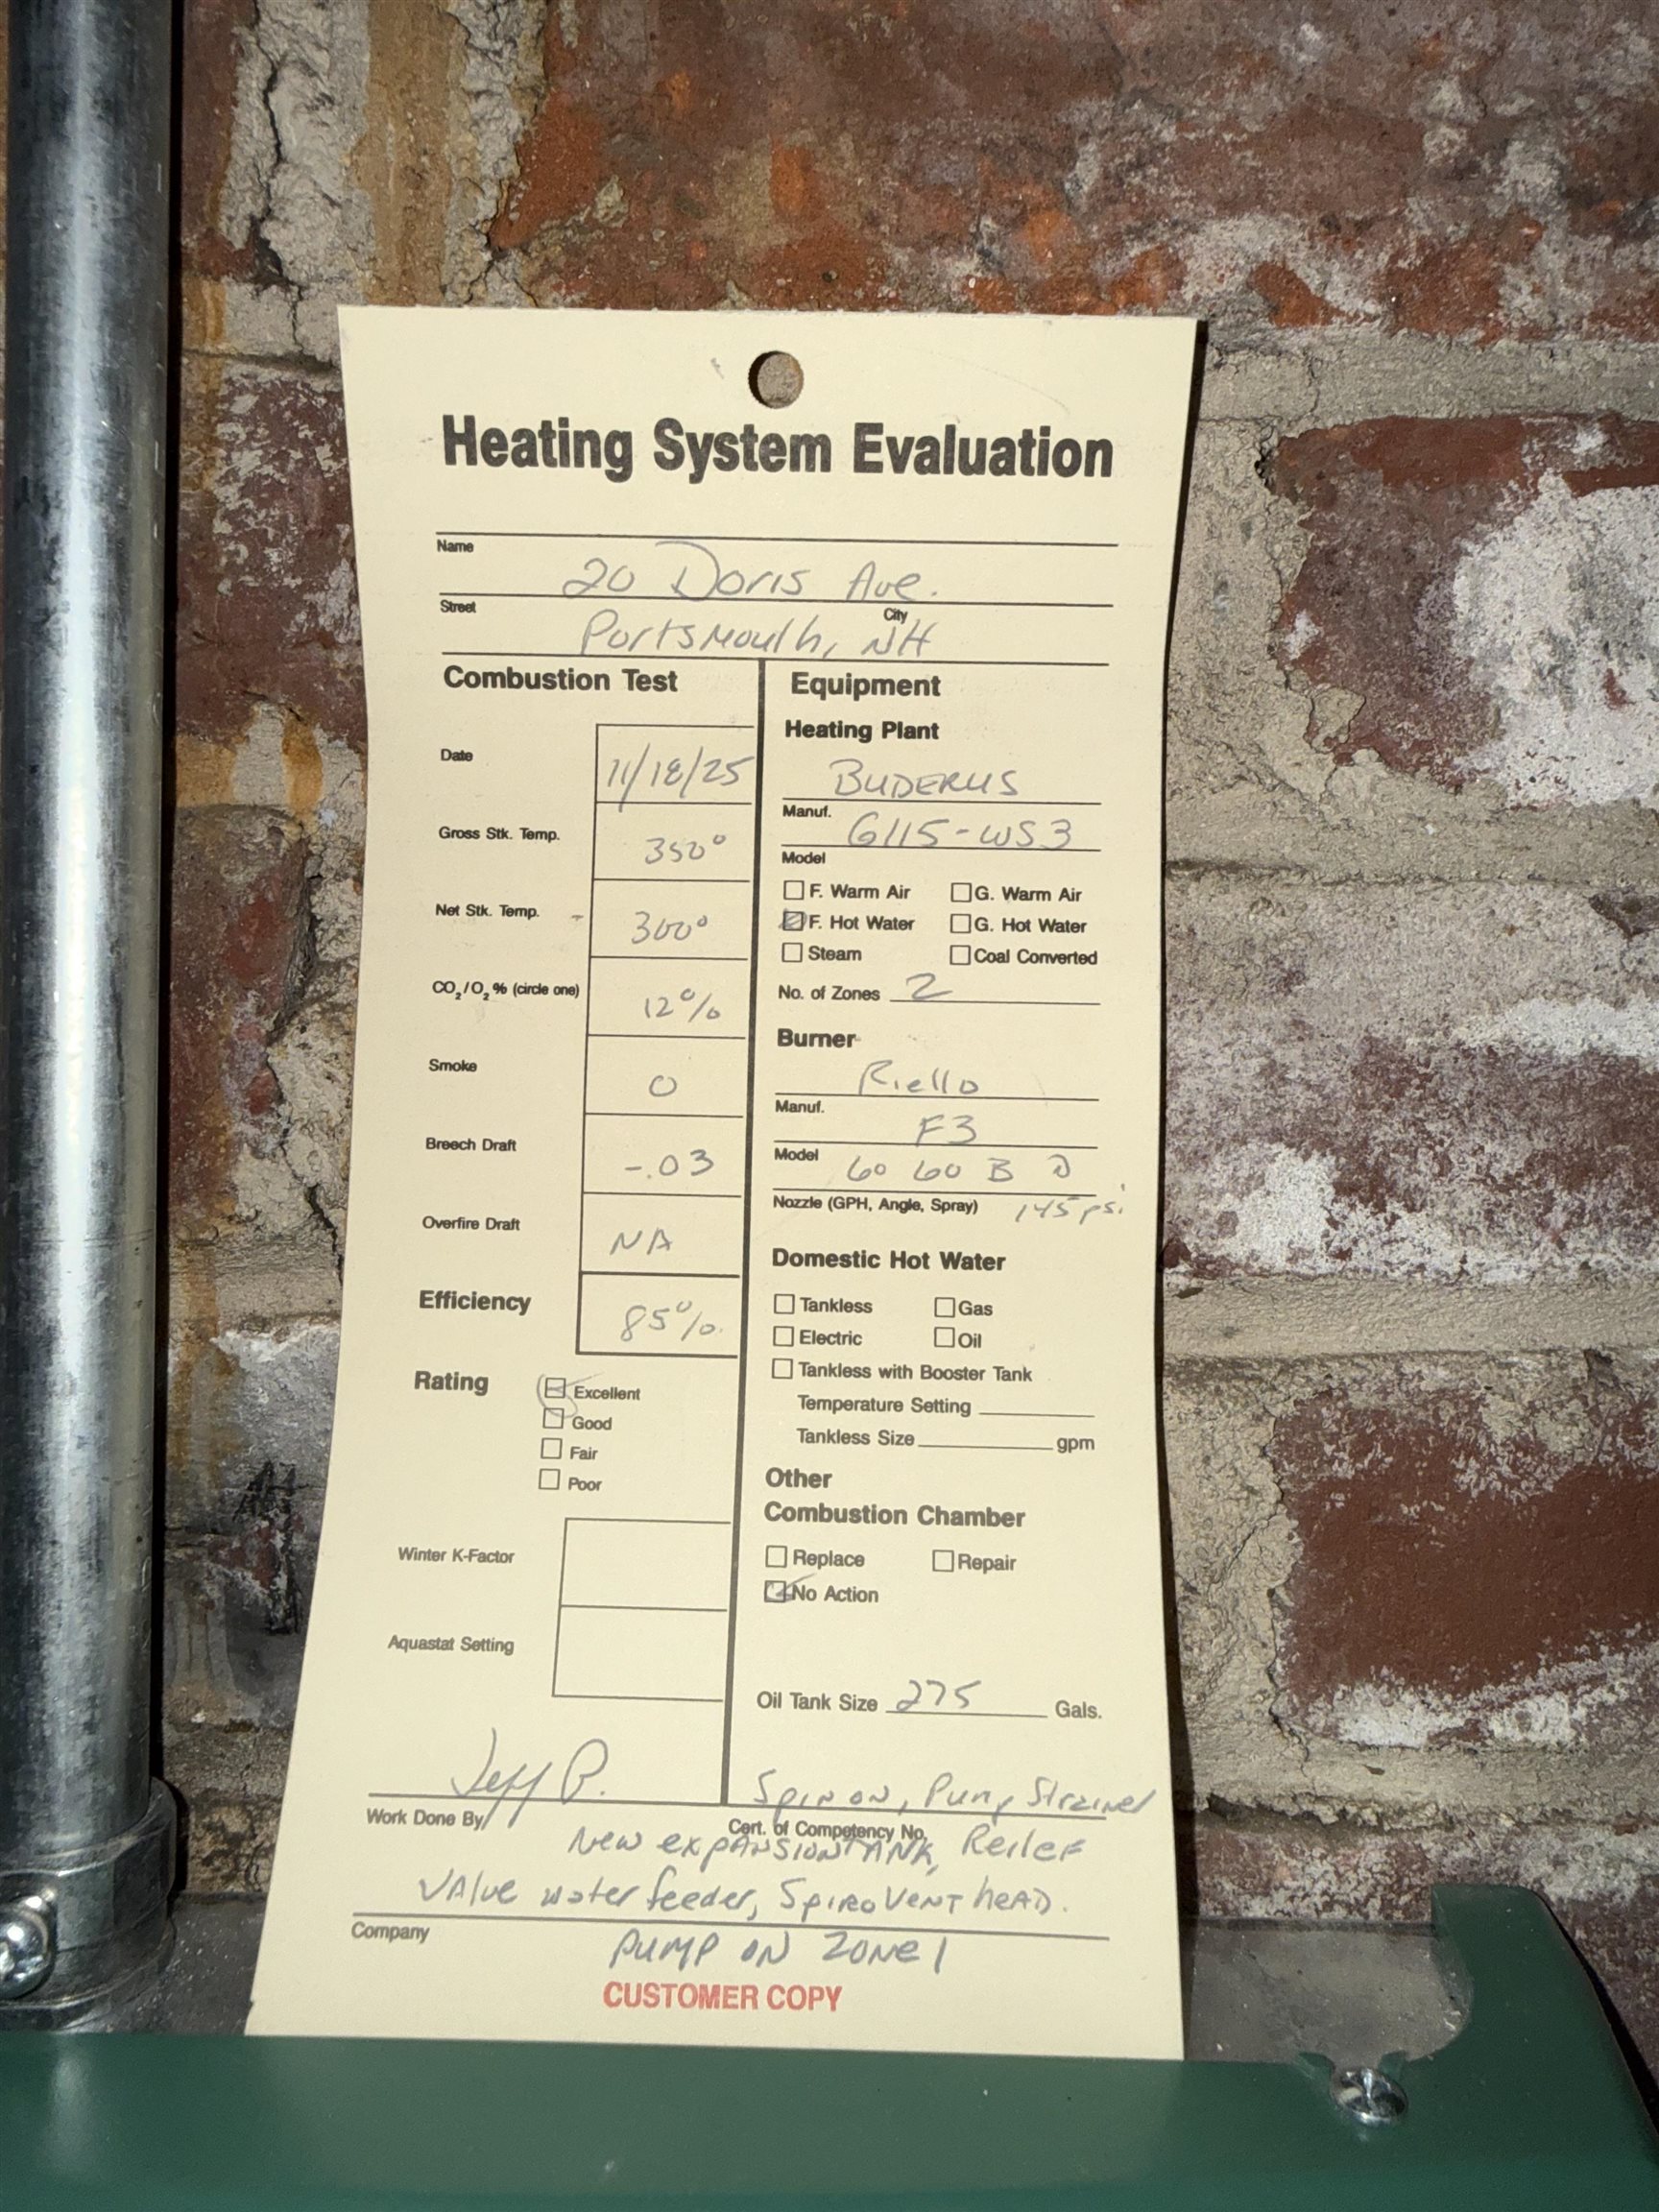 Heating System Evaluation
Name
20 Doris Ave.
Street City
Portsmouth, NH
Combustion Test
Date 11/18/25
Gross Stk. Temp. 350°
Net Stk. Temp. 300°
CO2/O2 % (circle one) 12%
Smoke 0
Breech Draft -.03
Overfire Draft NA
Efficiency 85%
Rating Excellent
Good
Fair
Poor
Winter K-Factor
Aquastat Setting
Equipment
Heating Plant
BUDERUS
Manuf.
G115-WS3
Model
F. Warm Air G. Warm Air
F. Hot Water G. Hot Water
Steam Coal Converted
No. of Zones 2
Burner
Riello
Manuf.
F3
Model
60 60 B
Nozzle (GPH, Angle, Spray) 145 psi
Domestic Hot Water
Tankless Gas
Electric Oil
Tankless with Booster Tank
Temperature Setting
Tankless Size gpm
Other
Combustion Chamber
Replace Repair
No Action
Oil Tank Size 275 Gals.
Jeff P.
Work Done By
Spin on, Pump Strainer
Cert. of Competency No.
New expansion TANK, Reilef
VAlve water feeder, SpiroVENT heAD.
Company
PUMP ON ZONE 1
CUSTOMER COPY